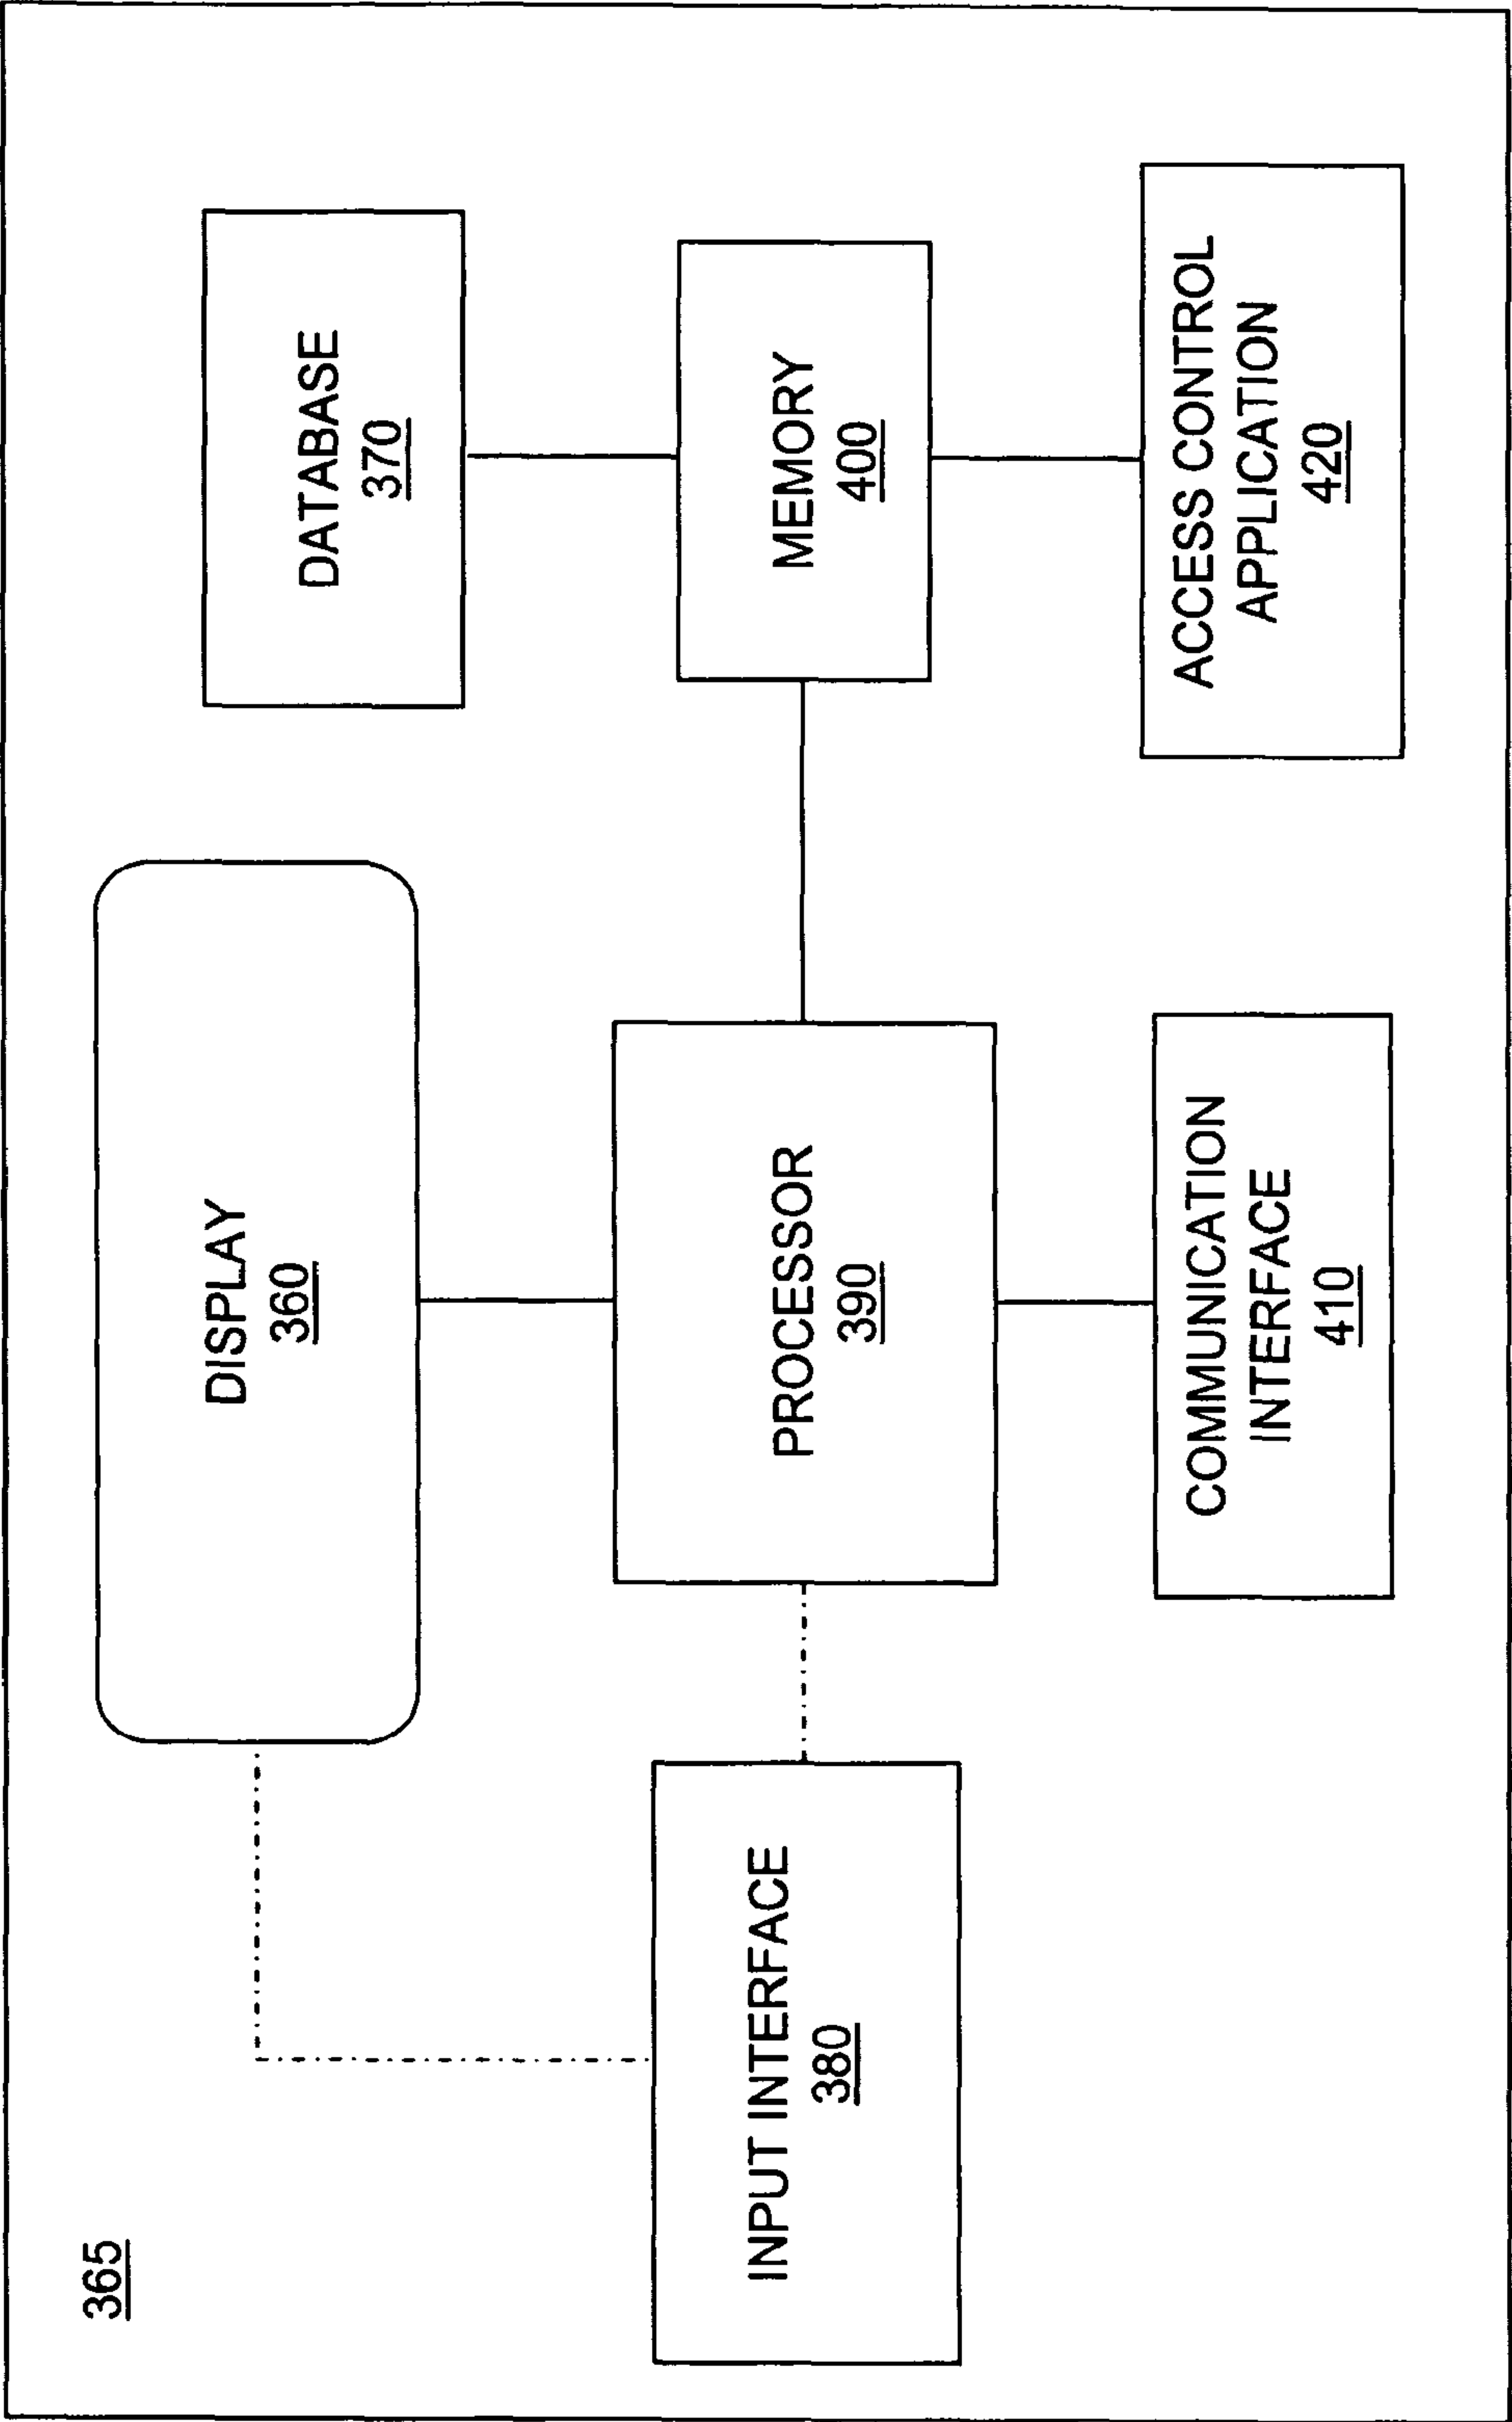 365
DISPLAY
360
DATABASE
370
INPUT INTERFACE
380
PROCESSOR
390
MEMORY
400
COMMUNICATION
INTERFACE
410
ACCESS CONTROL
APPLICATION
420